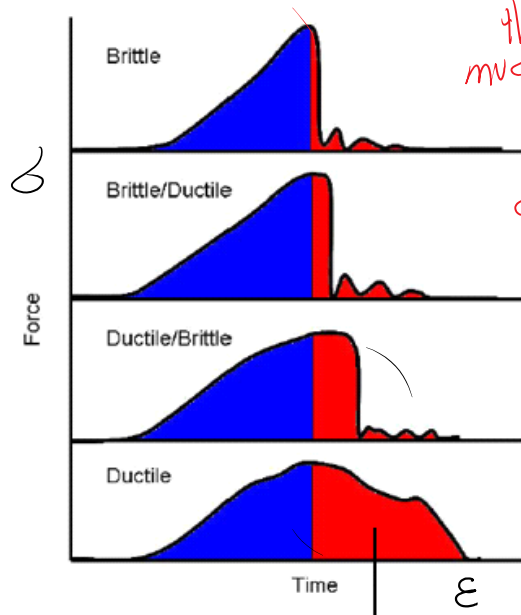 Brittle
σ
Brittle/Ductile
Force
Ductile/Brittle
Ductile
Time
ε